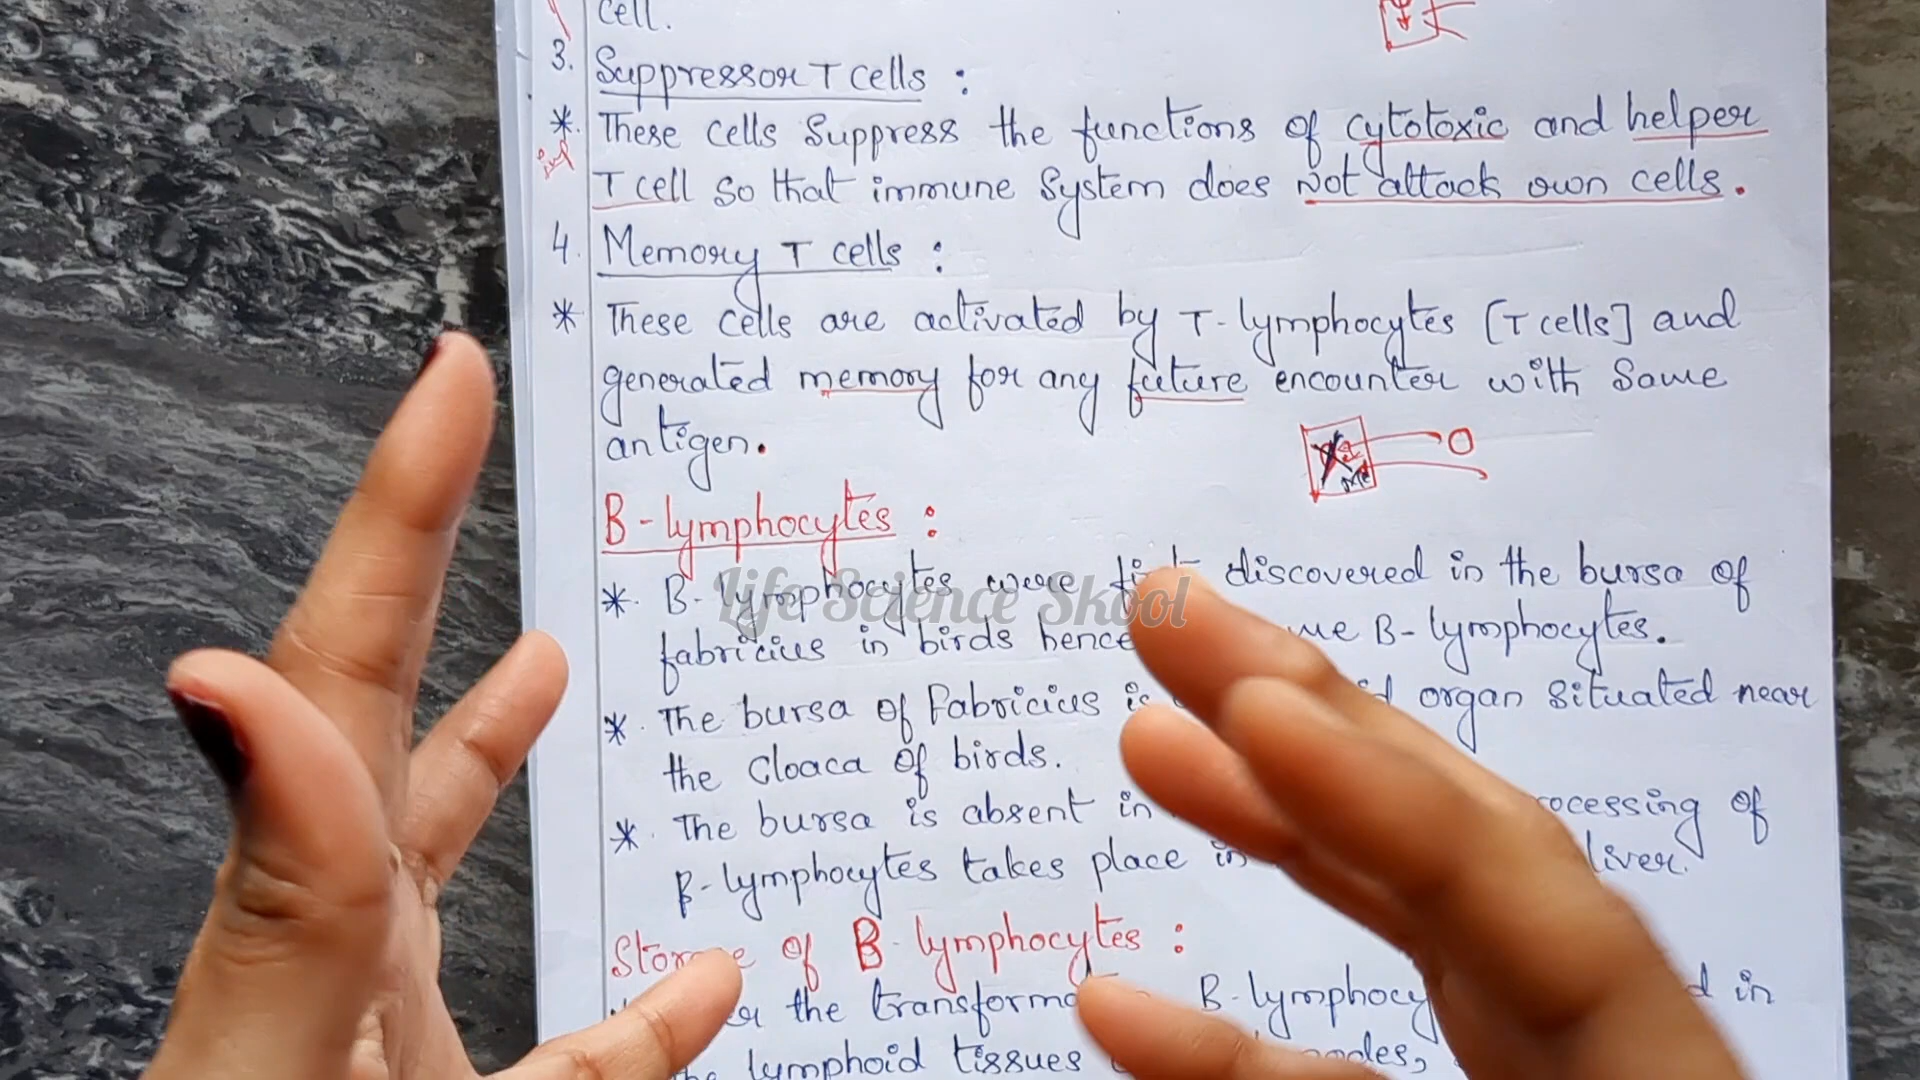 cell.
3. Suppressor T cells :
*. These cells suppress the functions of cytotoxic and helper
imp T cell so that immune system does not attack own cells.
4. Memory T cells :
* These cells are activated by T-lymphocytes [T cells] and
generated memory for any future encounter with same
antigen.
B-lymphocytes :
*. B-lymphocytes were discovered in the bursa of
Life Science Skool
fabricius in birds hence B-lymphocytes.
*. The bursa of Fabricius is organ situated near
the cloaca of birds.
*. The bursa is absent in of
B-lymphocytes takes place in liver.
Storage of B lymphocytes :
the B- in
lymphoid tissues